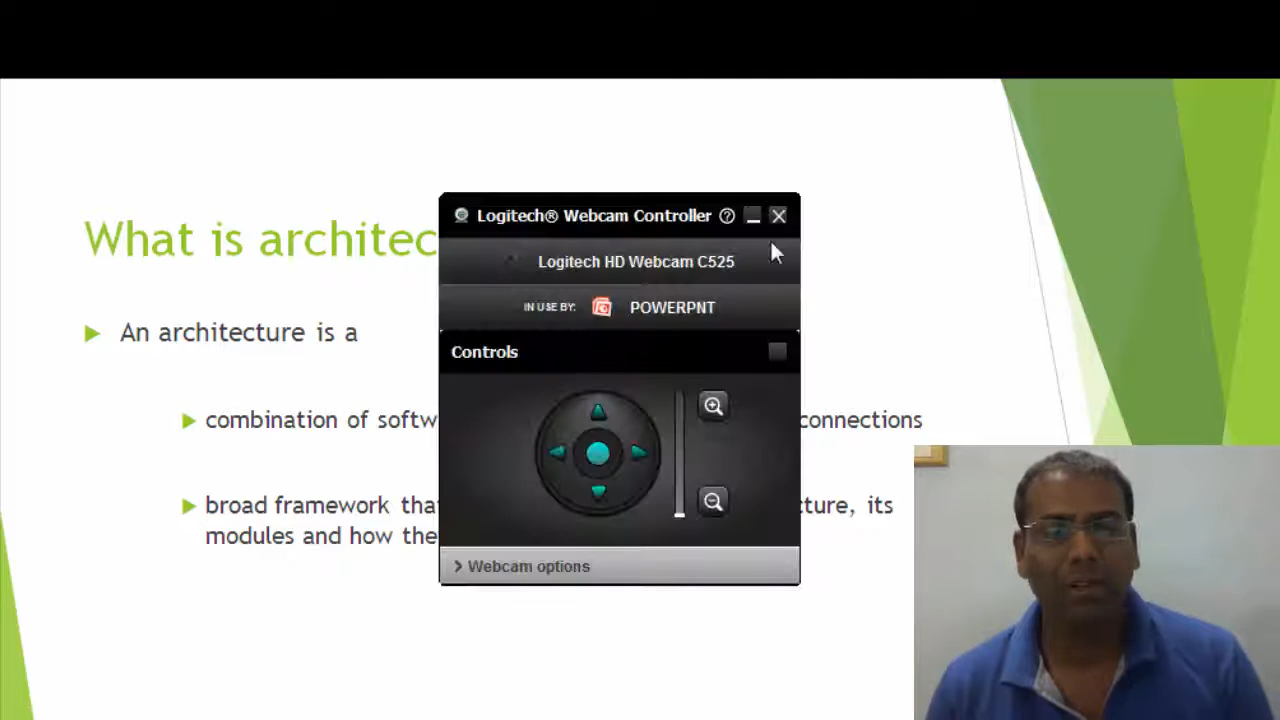 What is architec
An architecture is a
combination of softw
connections
broad framework tha
cture, its
modules and how the
Logitech® Webcam Controller
Logitech HD Webcam C525
IN USE BY: POWERPNT
Controls
Webcam options